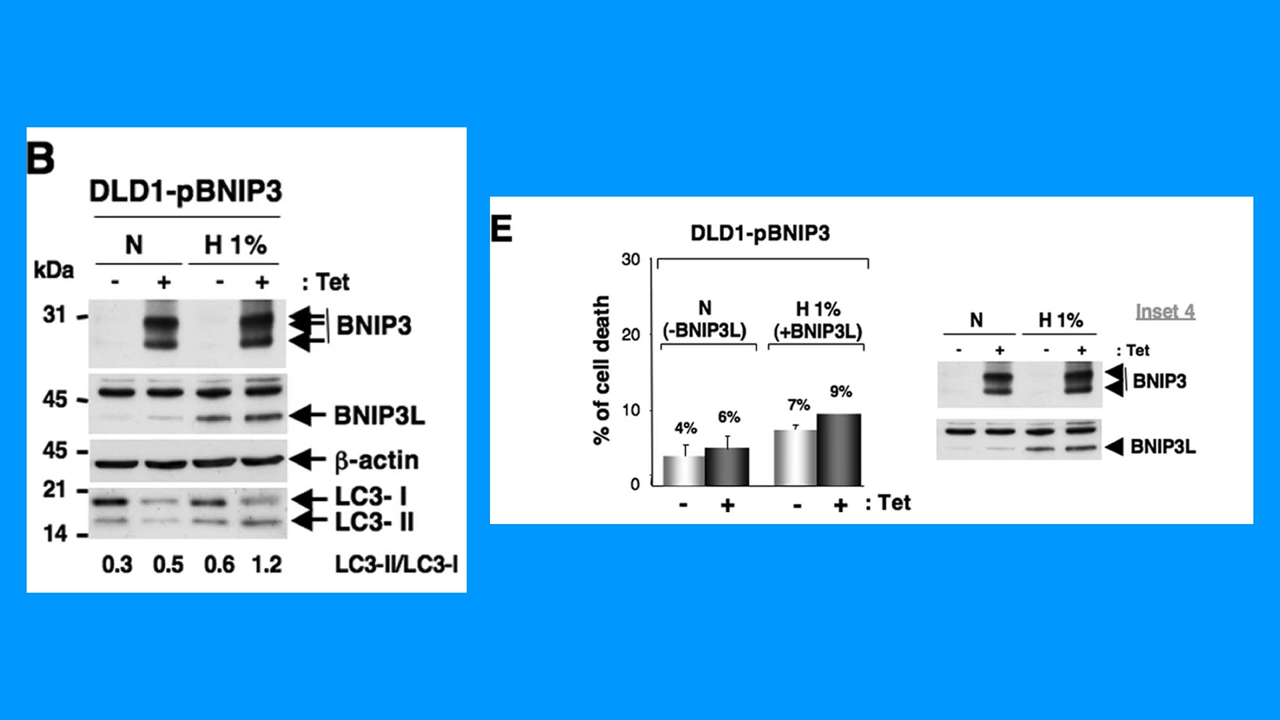 B
DLD1-pBNIP3
N H 1%
kDa
- + - + : Tet
31
BNIP3
45
BNIP3L
45
β-actin
21
LC3- I
LC3- II
14
0.3 0.5 0.6 1.2 LC3-II/LC3-I
E
DLD1-pBNIP3
% of cell death
30
20
10
0
N
(-BNIP3L)
H 1%
(+BNIP3L)
4% 6% 7% 9%
- + - + : Tet
Inset 4
N H 1%
- + - + : Tet
BNIP3
BNIP3L